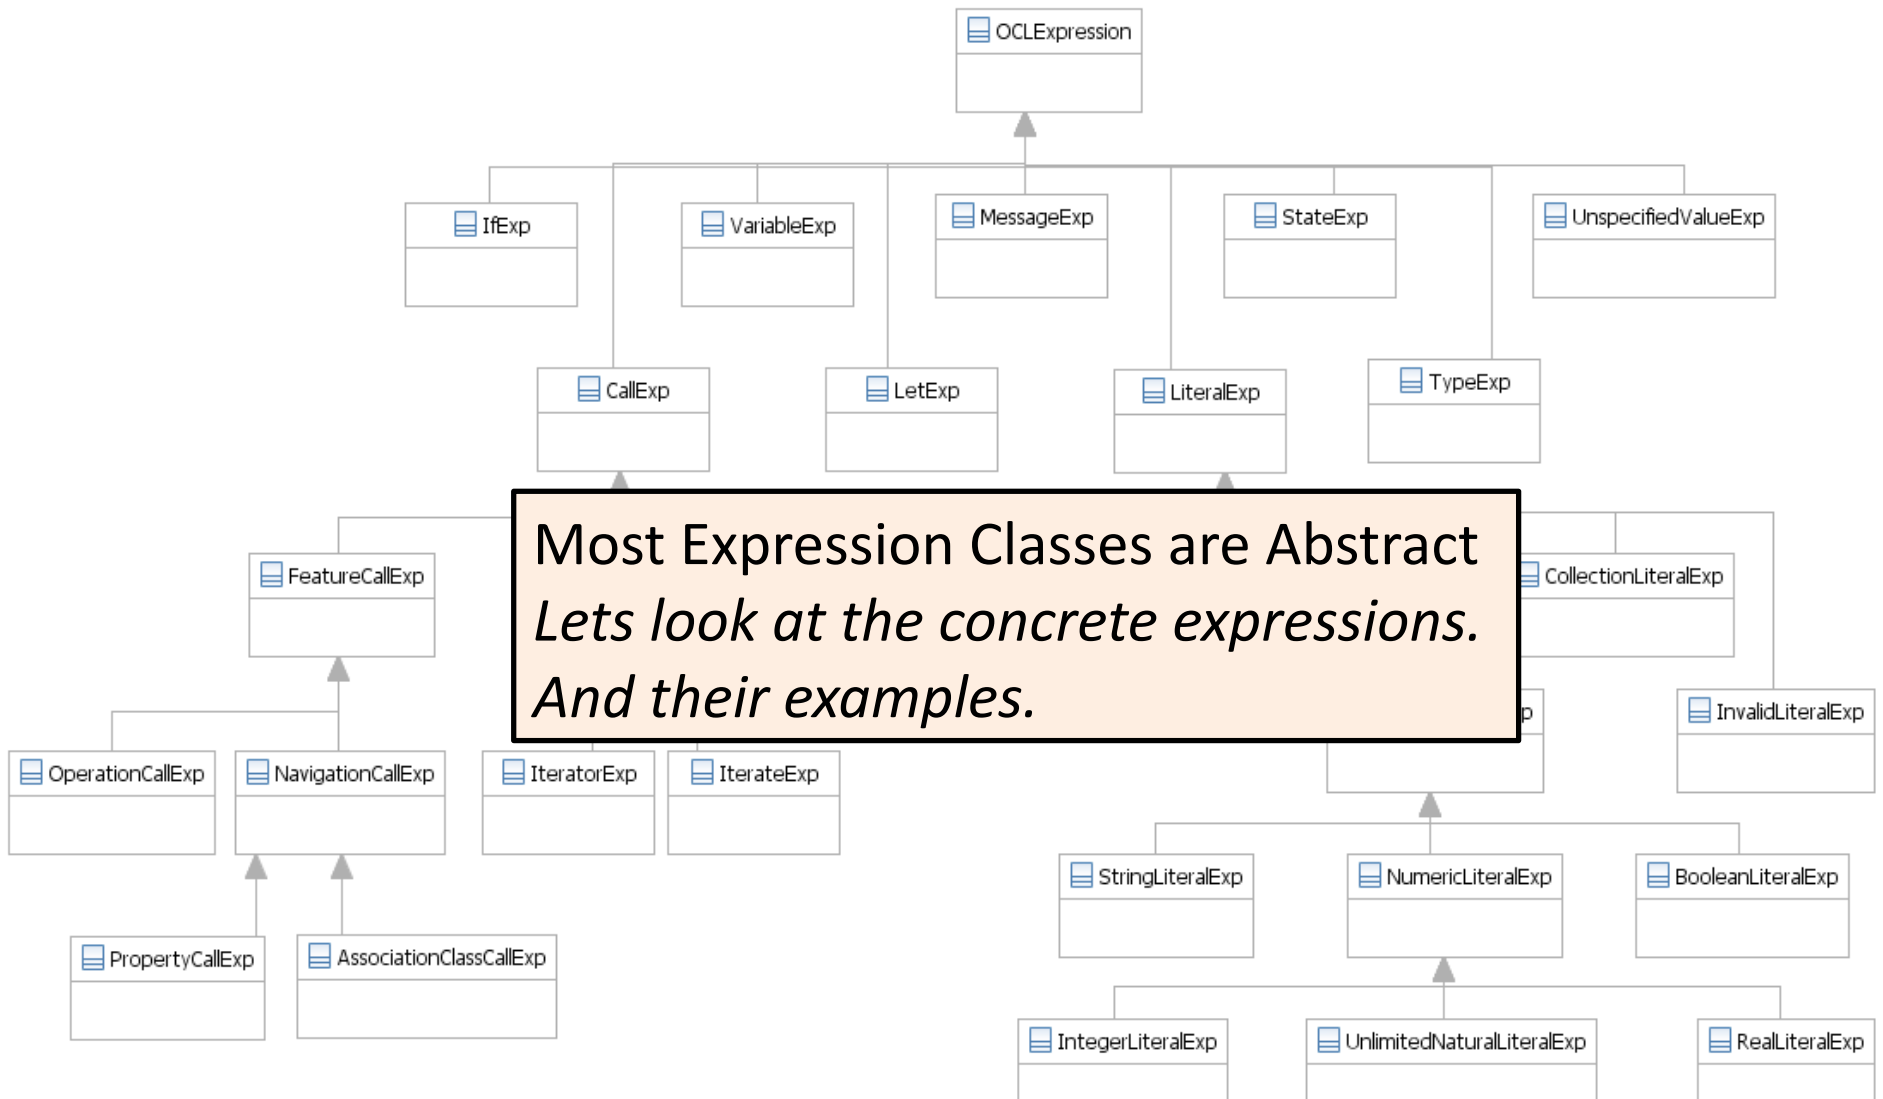 OCLExpression
IfExp
VariableExp
MessageExp
StateExp
UnspecifiedValueExp
CallExp
LetExp
LiteralExp
TypeExp
Most Expression Classes are Abstract
Lets look at the concrete expressions.
And their examples.
FeatureCallExp
CollectionLiteralExp
InvalidLiteralExp
OperationCallExp
NavigationCallExp
IteratorExp
IterateExp
StringLiteralExp
NumericLiteralExp
BooleanLiteralExp
PropertyCallExp
AssociationClassCallExp
IntegerLiteralExp
UnlimitedNaturalLiteralExp
RealLiteralExp